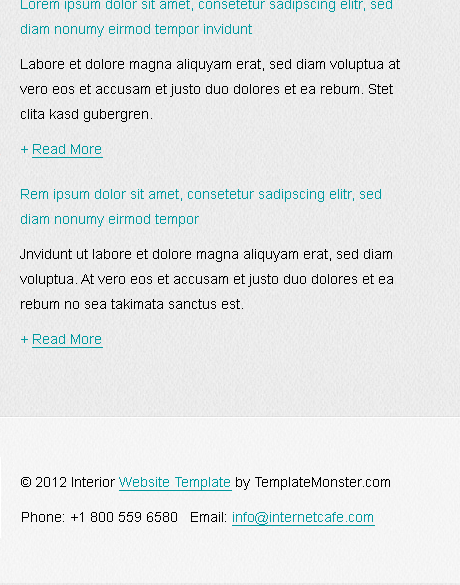 Lorem ipsum dolor sit amet, consetetur sadipscing elitr, sed
diam nonumy eirmod tempor invidunt
Labore et dolore magna aliquyam erat, sed diam voluptua at
vero eos et accusam et justo duo dolores et ea rebum. Stet
clita kasd gubergren.
+ Read More
Rem ipsum dolor sit amet, consetetur sadipscing elitr, sed
diam nonumy eirmod tempor
Jnvidunt ut labore et dolore magna aliquyam erat, sed diam
voluptua. At vero eos et accusam et justo duo dolores et ea
rebum no sea takimata sanctus est.
+ Read More
© 2012 Interior Website Template by TemplateMonster.com
Phone: +1 800 559 6580 Email: info@internetcafe.com